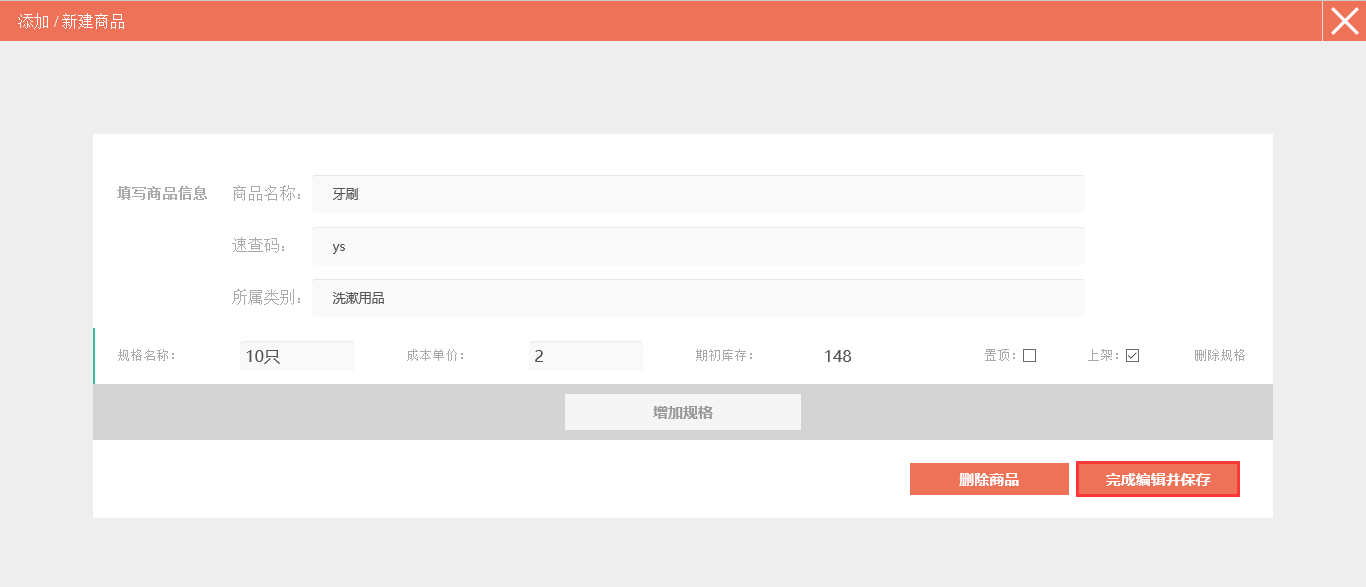 添加 / 新建商品
填写商品信息 商品名称： 牙刷
速查码： ys
所属类别： 洗漱用品
规格名称： 10只 成本单价： 2 期初库存： 148 置顶： 上架： 删除规格
增加规格
删除商品 完成编辑并保存